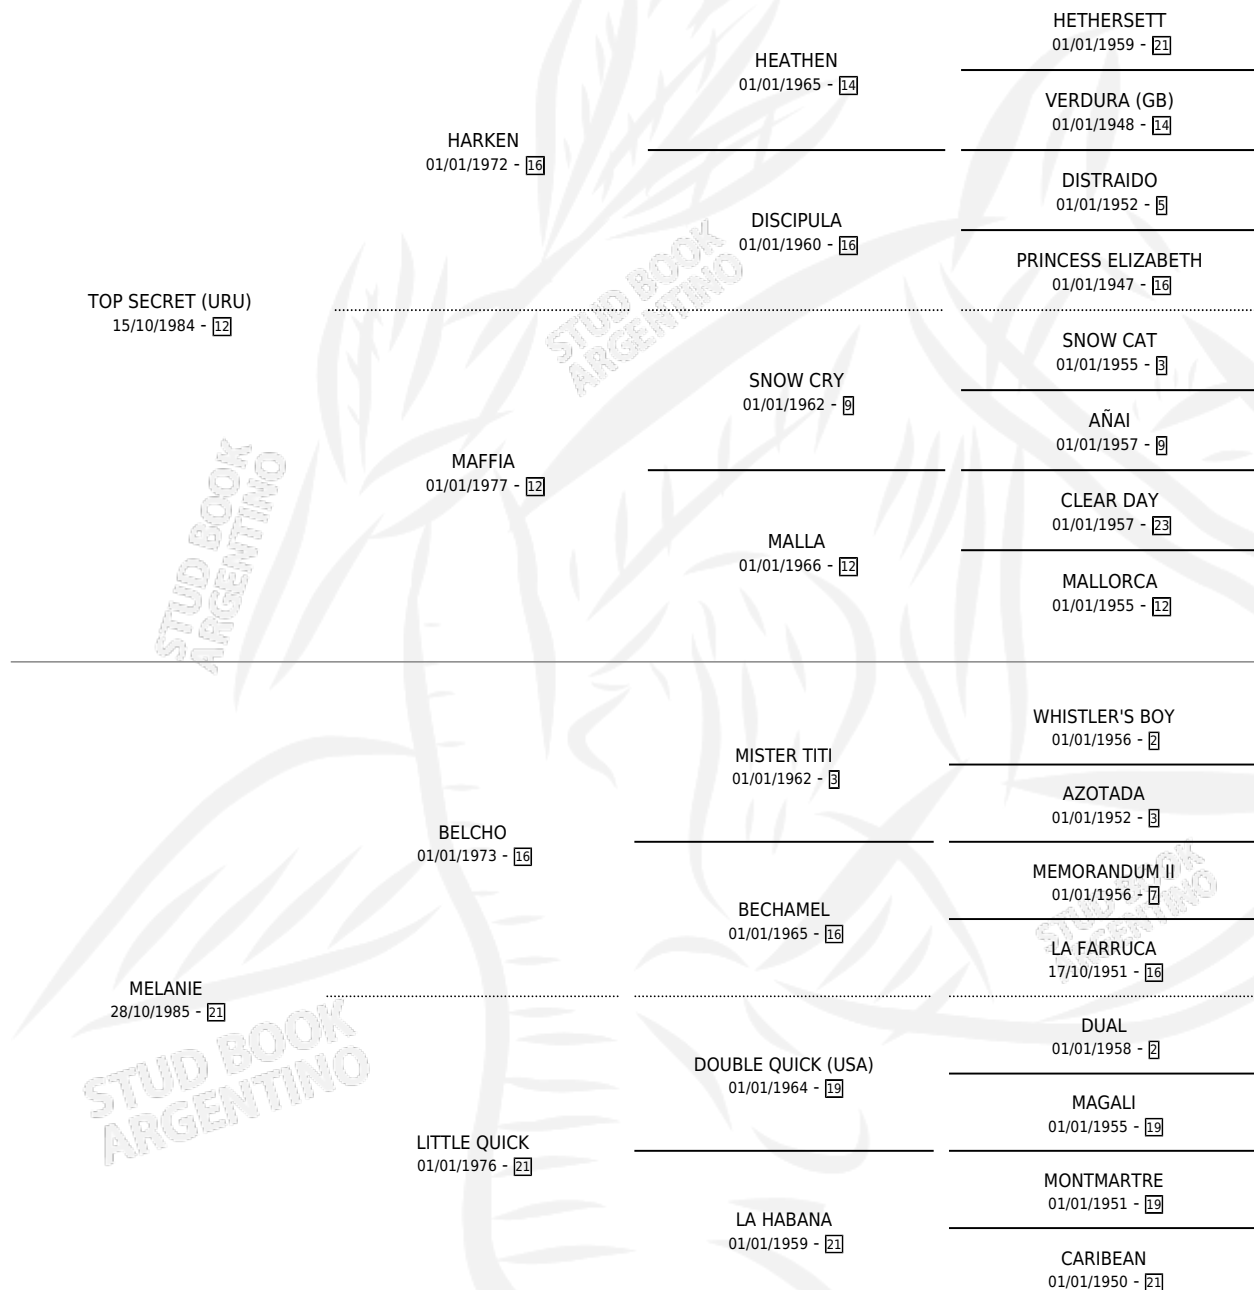 HETHERSETT
01/01/1959 - 21
HEATHEN
01/01/1965 - 14
VERDURA (GB)
01/01/1948 - 14
HARKEN
01/01/1972 - 16
DISTRAIDO
01/01/1952 - 5
DISCIPULA
01/01/1960 - 16
PRINCESS ELIZABETH
01/01/1947 - 16
TOP SECRET (URU)
15/10/1984 - 12
SNOW CAT
01/01/1955 - 3
SNOW CRY
01/01/1962 - 9
AÑAI
01/01/1957 - 9
MAFFIA
01/01/1977 - 12
CLEAR DAY
01/01/1957 - 23
MALLA
01/01/1966 - 12
MALLORCA
01/01/1955 - 12
WHISTLER'S BOY
01/01/1956 - 2
MISTER TITI
01/01/1962 - 3
AZOTADA
01/01/1952 - 3
BELCHO
01/01/1973 - 16
MEMORANDUM II
01/01/1956 - 7
BECHAMEL
01/01/1965 - 16
LA FARRUCA
17/10/1951 - 16
MELANIE
28/10/1985 - 21
DUAL
01/01/1958 - 2
DOUBLE QUICK (USA)
01/01/1964 - 19
MAGALI
01/01/1955 - 19
LITTLE QUICK
01/01/1976 - 21
MONTMARTRE
01/01/1951 - 19
LA HABANA
01/01/1959 - 21
CARIBEAN
01/01/1950 - 21
STUD BOOK
ARGENTINO
STUD BOOK
ARGENTINO
STUD BOOK
ARGENTINO
STUD BOOK
ARGENTINO